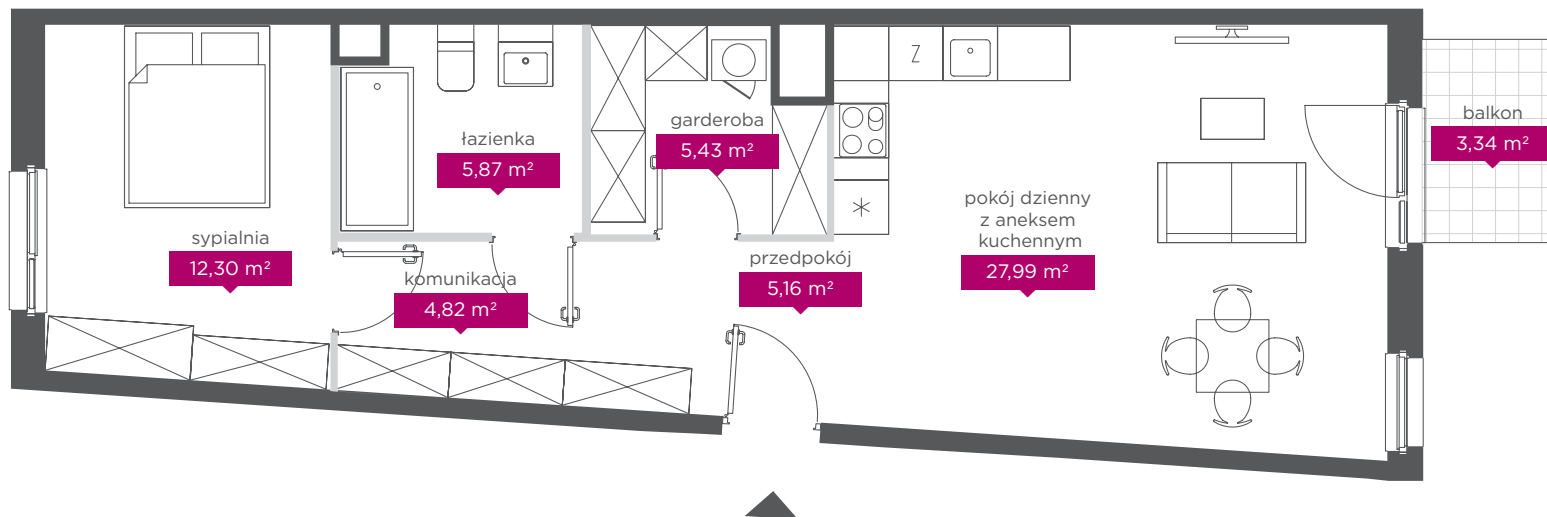 sypialnia
12,30 m²
łazienka
5,87 m²
komunikacja
4,82 m²
garderoba
5,43 m²
przedpokój
5,16 m²
Z
pokój dzienny
z aneksem
kuchennym
27,99 m²
balkon
3,34 m²